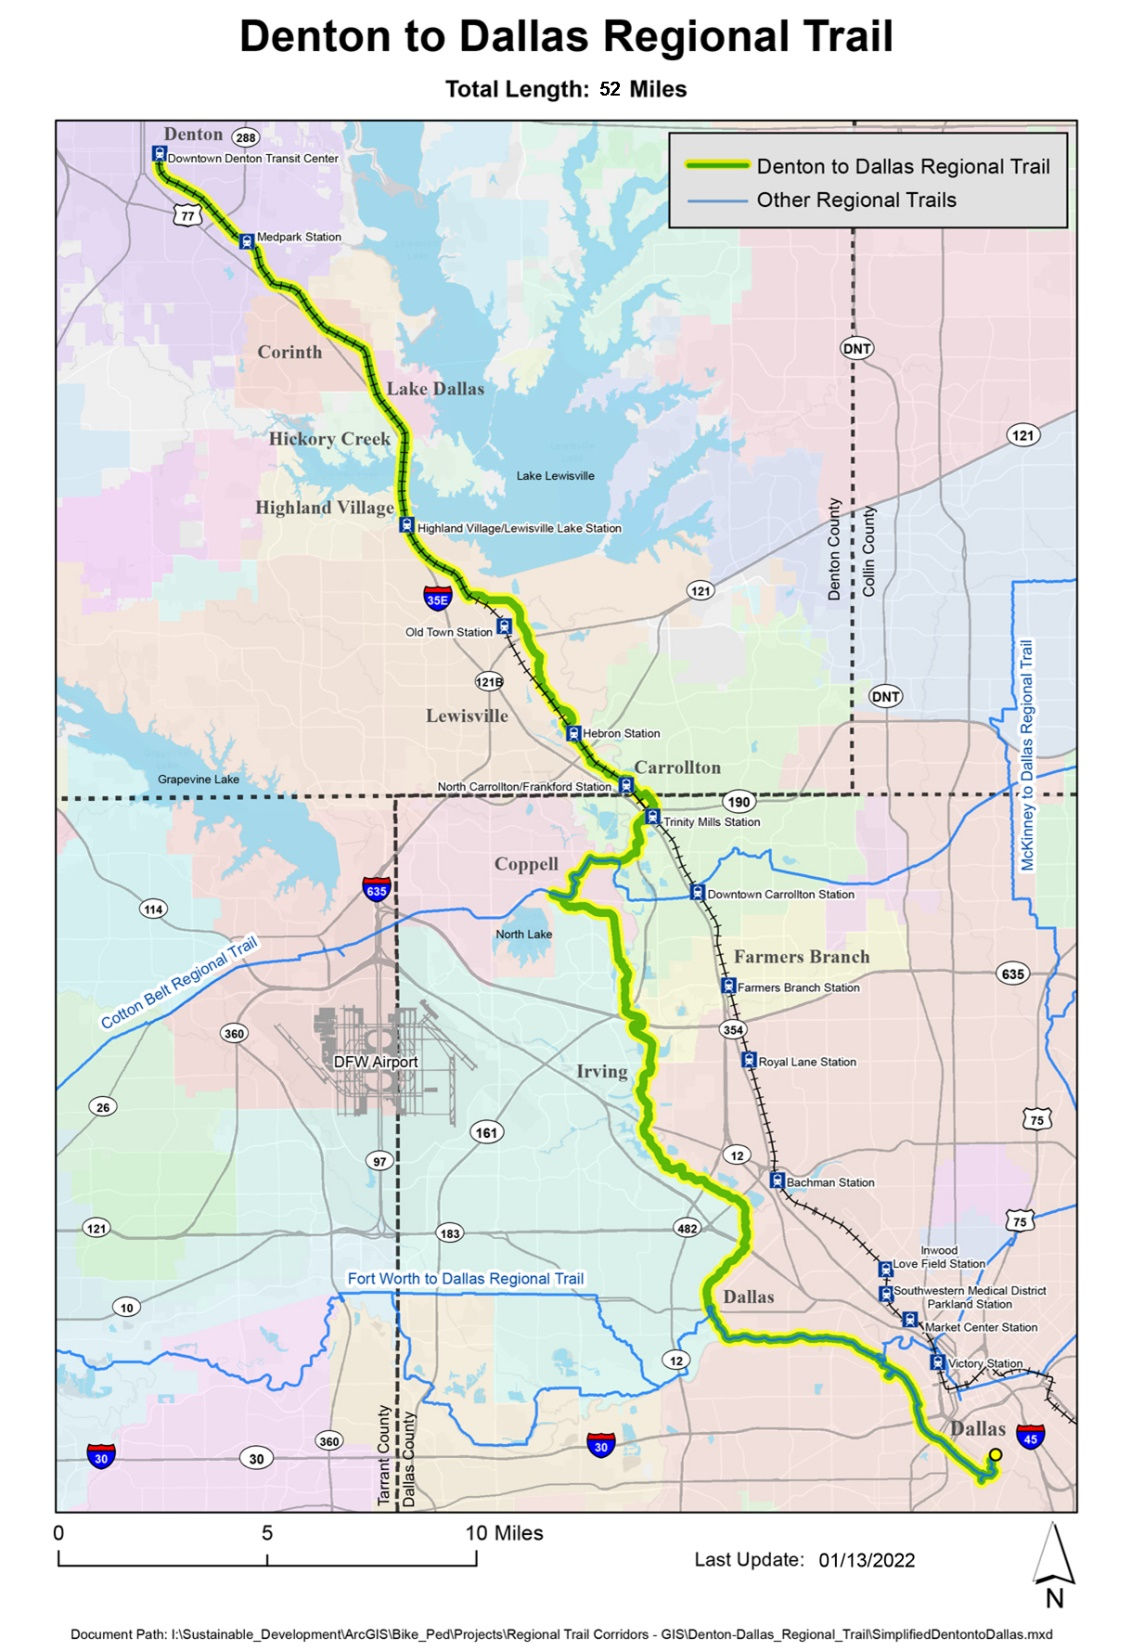 Denton to Dallas Regional Trail
Total Length: 52 Miles
Denton
288
Downtown Denton Transit Center
Denton to Dallas Regional Trail
Other Regional Trails
77
Medpark Station
Corinth
DNT
Lake Dallas
Hickory Creek
121
Lake Lewisville
Highland Village
Highland Village/Lewisville Lake Station
Denton County
Collin County
35E
121
Old Town Station
121B
DNT
Lewisville
Hebron Station
McKinney to Dallas Regional Trail
Carrollton
Grapevine Lake
North Carrollton/Frankford Station
190
Trinity Mills Station
Coppell
635
Downtown Carrollton Station
114
North Lake
Farmers Branch
Cotton Belt Regional Trail
635
Farmers Branch Station
360
354
DFW Airport
Royal Lane Station
Irving
26
75
161
12
97
Bachman Station
121
183
482
75
Inwood
Love Field Station
Fort Worth to Dallas Regional Trail
Southwestern Medical District
Parkland Station
Dallas
10
Market Center Station
12
Victory Station
Tarrant County
Dallas County
Dallas
45
30
30
360
30
0
5
10 Miles
Last Update: 01/13/2022
N
Document Path: I:\Sustainable_Development\ArcGIS\Bike_Ped\Projects\Regional Trail Corridors - GIS\Denton-Dallas_Regional_Trail\SimplifiedDentontoDallas.mxd